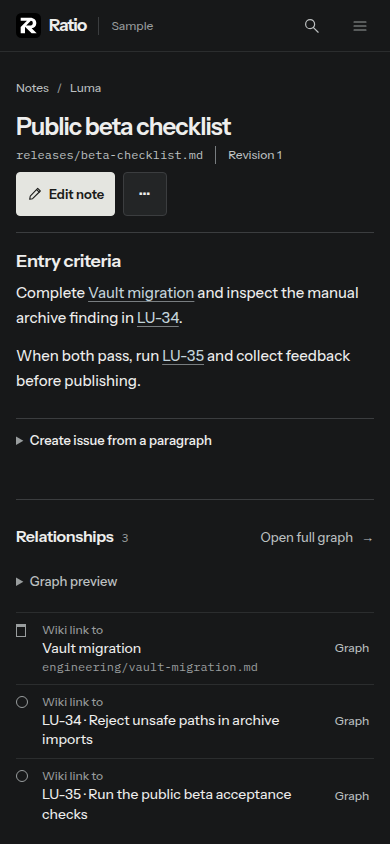 Ratio
Sample
Notes / Luma
Public beta checklist
releases/beta-checklist.md
Revision 1
Edit note
Entry criteria
Complete Vault migration and inspect the manual
archive finding in LU-34.
When both pass, run LU-35 and collect feedback
before publishing.
Create issue from a paragraph
Relationships 3
Open full graph →
Graph preview
Wiki link to
Vault migration
engineering/vault-migration.md
Graph
Wiki link to
LU-34 · Reject unsafe paths in archive
imports
Graph
Wiki link to
LU-35 · Run the public beta acceptance
checks
Graph